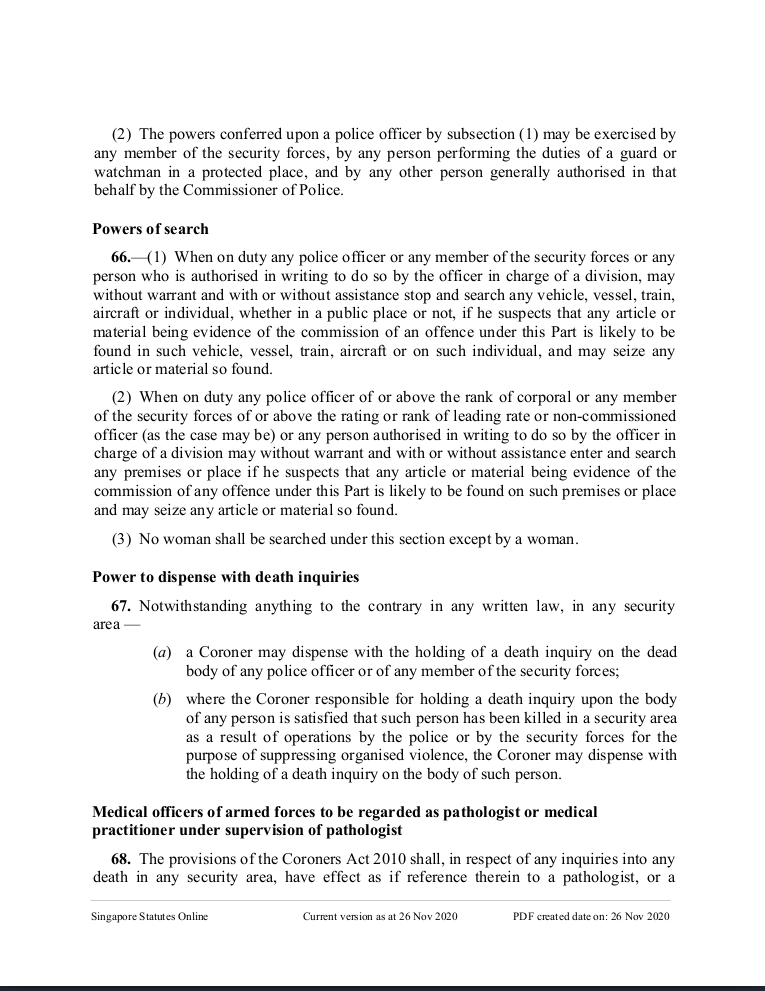 (2) The powers conferred upon a police officer by subsection (1) may be exercised by
any member of the security forces, by any person performing the duties of a guard or
watchman in a protected place, and by any other person generally authorised in that
behalf by the Commissioner of Police.
Powers of search
66.—(1) When on duty any police officer or any member of the security forces or any
person who is authorised in writing to do so by the officer in charge of a division, may
without warrant and with or without assistance stop and search any vehicle, vessel, train,
aircraft or individual, whether in a public place or not, if he suspects that any article or
material being evidence of the commission of an offence under this Part is likely to be
found in such vehicle, vessel, train, aircraft or on such individual, and may seize any
article or material so found.
(2) When on duty any police officer of or above the rank of corporal or any member
of the security forces of or above the rating or rank of leading rate or non-commissioned
officer (as the case may be) or any person authorised in writing to do so by the officer in
charge of a division may without warrant and with or without assistance enter and search
any premises or place if he suspects that any article or material being evidence of the
commission of any offence under this Part is likely to be found on such premises or place
and may seize any article or material so found.
(3) No woman shall be searched under this section except by a woman.
Power to dispense with death inquiries
67. Notwithstanding anything to the contrary in any written law, in any security
area —
(a) a Coroner may dispense with the holding of a death inquiry on the dead
body of any police officer or of any member of the security forces;
(b) where the Coroner responsible for holding a death inquiry upon the body
of any person is satisfied that such person has been killed in a security area
as a result of operations by the police or by the security forces for the
purpose of suppressing organised violence, the Coroner may dispense with
the holding of a death inquiry on the body of such person.
Medical officers of armed forces to be regarded as pathologist or medical
practitioner under supervision of pathologist
68. The provisions of the Coroners Act 2010 shall, in respect of any inquiries into any
death in any security area, have effect as if reference therein to a pathologist, or a
Singapore Statutes Online Current version as at 26 Nov 2020 PDF created date on: 26 Nov 2020